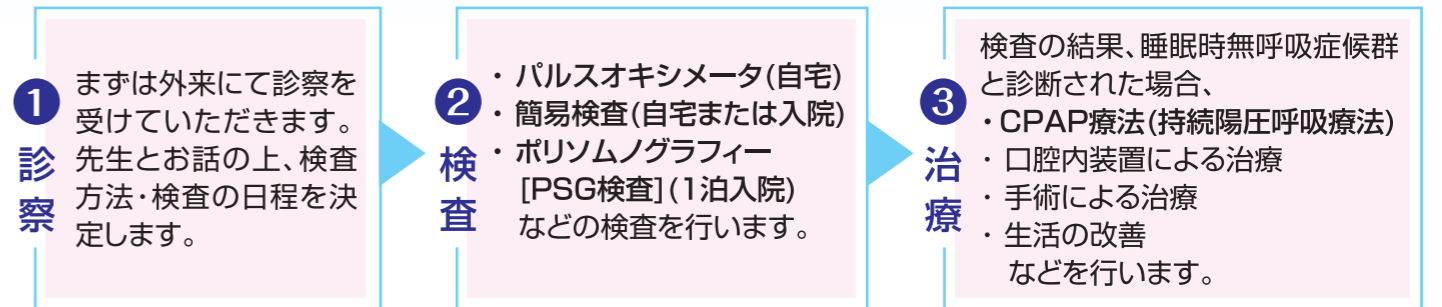 ❶
診察
まずは外来にて診察を
受けていただきます。
先生とお話の上、検査
方法・検査の日程を決
定します。
❷
検査
・ パルスオキシメータ(自宅)
・ 簡易検査(自宅または入院)
・ ポリソムノグラフィー
[PSG検査](1泊入院)
などの検査を行います。
❸
治療
検査の結果、睡眠時無呼吸症候群
と診断された場合、
・CPAP療法(持続陽圧呼吸療法)
・ 口腔内装置による治療
・ 手術による治療
・ 生活の改善
などを行います。